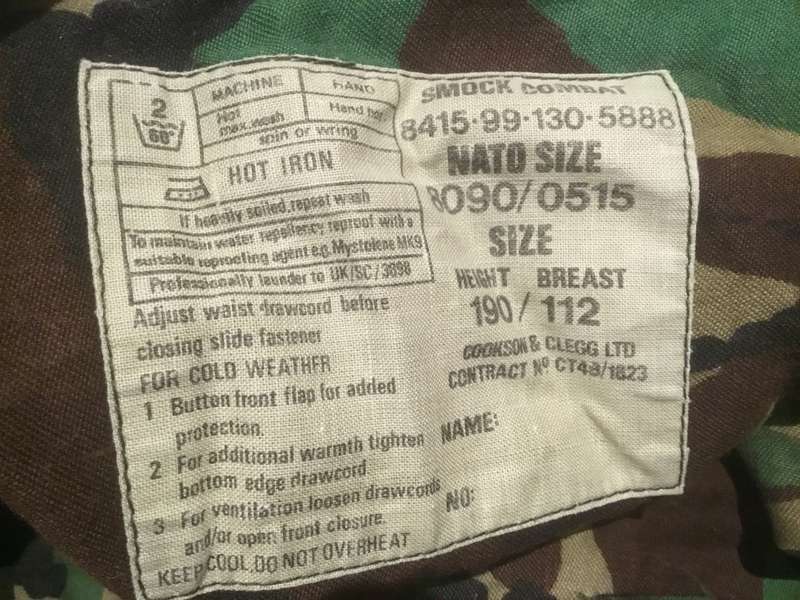 2
60°
MACHINE
HAND
Hot
max.wash
Hand hot
spin or wring
HOT IRON
If heavily soiled.repeat wash
To maintain water repellency reproof with a
suitable reproofing agent e.g. Mystolene MK9
Professionally launder to UK/SC/3898
Adjust waist drawcord before
closing slide fastener
FOR COLD WEATHER
1 Button front flap for added
protection.
2 For additional warmth tighten
bottom edge drawcord
3 For ventilation loosen drawcords
and/or open front closure.
KEEP COOL,DO NOT OVERHEAT
SMOCK COMBAT
8415·99·130·5888
NATO SIZE
8090/0515
SIZE
HEIGHT BREAST
190/112
COOKSON & CLEGG LTD
CONTRACT Nº CT4B/1823
NAME:
NO: